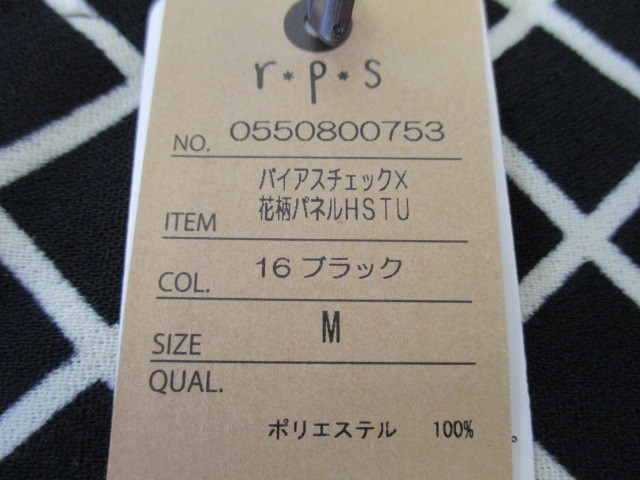 r*p*s
NO. 0550800753
バイアスチェック×
ITEM 花柄パネルHSTU
COL. 16 ブラック
SIZE M
QUAL.
ポリエステル 100%